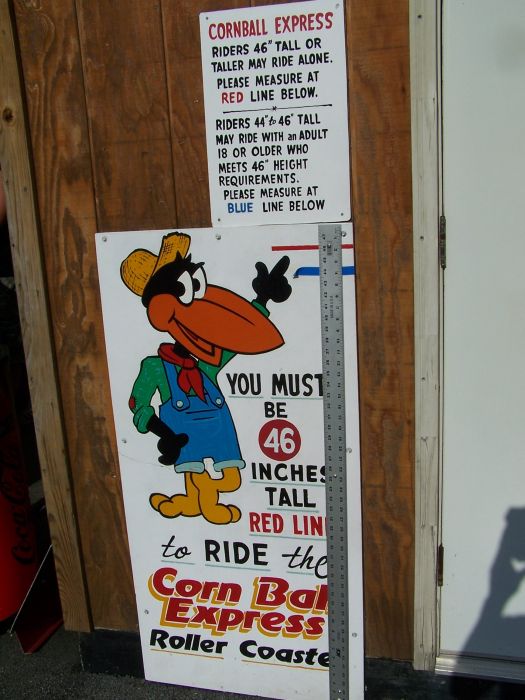 CORNBALL EXPRESS
RIDERS 46" TALL OR
TALLER MAY RIDE ALONE.
PLEASE MEASURE AT
RED LINE BELOW.
RIDERS 44" to 46" TALL
MAY RIDE WITH an ADULT
18 OR OLDER WHO
MEETS 46" HEIGHT
REQUIREMENTS.
PLEASE MEASURE AT
BLUE LINE BELOW
YOU MUST
BE
46
INCHES
TALL
RED LIN
to RIDE the
Corn Bal
Express
Roller Coaste
Coca-Cola